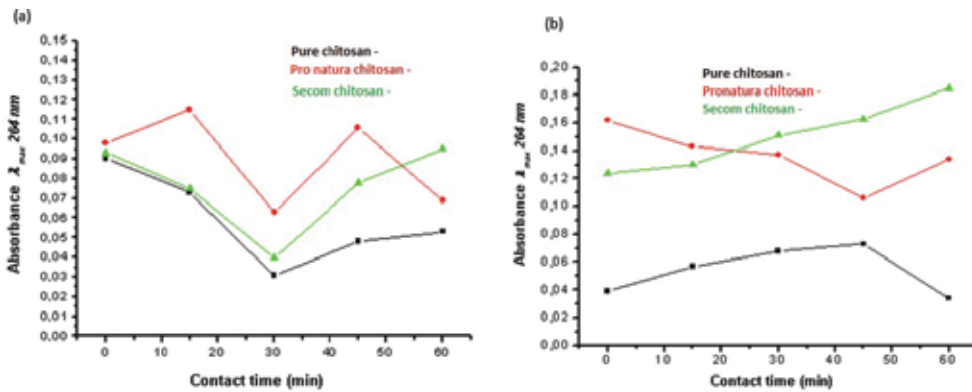 (a)
Pure chitosan -
Pro natura chitosan -
Secom chitosan -
0,15
0,14
0,13
0,12
0,11
0,10
0,09
0,08
0,07
0,06
0,05
0,04
0,03
0,02
0,01
0,00
Absorbance λ max 264 nm
0 10 20 30 40 50 60
Contact time (min)
(b)
Pure chitosan -
Pronatura chitosan -
Secom chitosan -
0,20
0,18
0,16
0,14
0,12
0,10
0,08
0,06
0,04
0,02
0,00
Absorbance λ max 264 nm
0 10 20 30 40 50 60
Contact time (min)